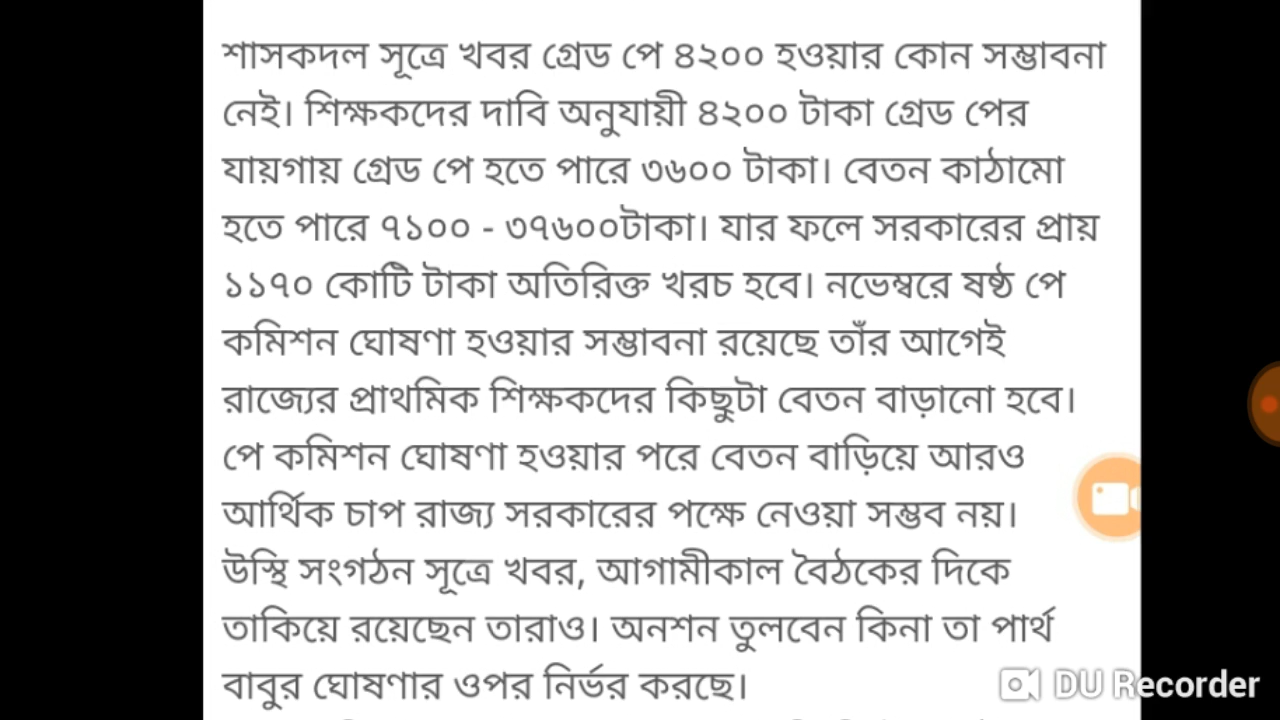 শাসকদল সূত্রে খবর গ্রেড পে ৪২০০ হওয়ার কোন সম্ভাবনা
নেই। শিক্ষকদের দাবি অনুযায়ী ৪২০০ টাকা গ্রেড পের
যায়গায় গ্রেড পে হতে পারে ৩৬০০ টাকা। বেতন কাঠামো
হতে পারে ৭১০০ - ৩৭৬০০টাকা। যার ফলে সরকারের প্রায়
১১৭০ কোটি টাকা অতিরিক্ত খরচ হবে। নভেম্বরে ষষ্ঠ পে
কমিশন ঘোষণা হওয়ার সম্ভাবনা রয়েছে তাঁর আগেই
রাজ্যের প্রাথমিক শিক্ষকদের কিছুটা বেতন বাড়ানো হবে।
পে কমিশন ঘোষণা হওয়ার পরে বেতন বাড়িয়ে আরও
আর্থিক চাপ রাজ্য সরকারের পক্ষে নেওয়া সম্ভব নয়।
উস্থি সংগঠন সূত্রে খবর, আগামীকাল বৈঠকের দিকে
তাকিয়ে রয়েছেন তারাও। অনশন তুলবেন কিনা তা পার্থ
বাবুর ঘোষণার ওপর নির্ভর করছে।
DU Recorder